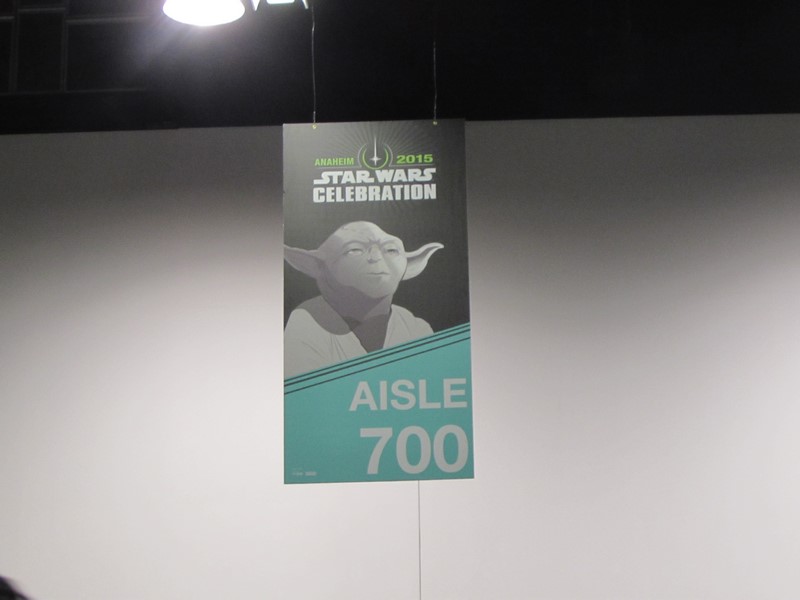 ANAHEIM 2015
STAR WARS
CELEBRATION
AISLE
700